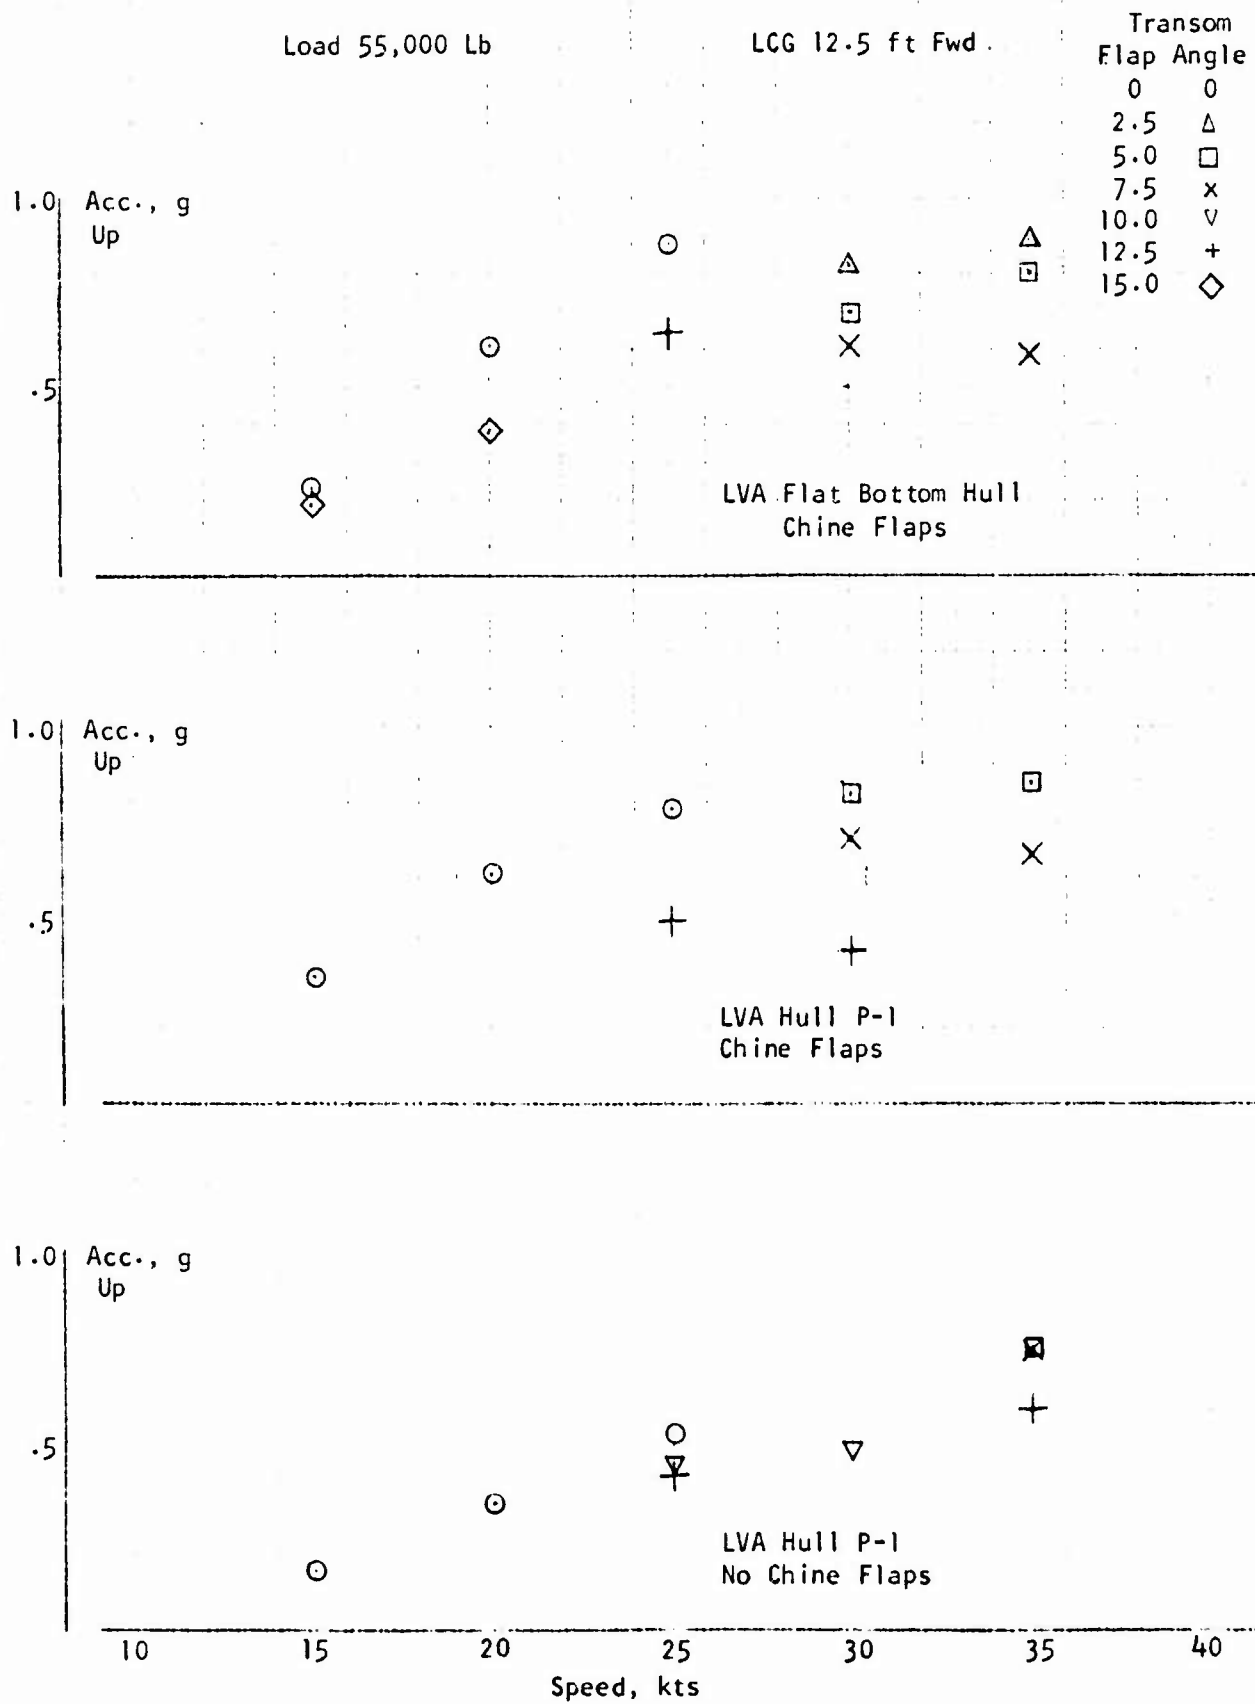 Load 55,000 Lb
LCG 12.5 ft Fwd.
Transom
Flap Angle
0 O
2.5 Δ
5.0 □
7.5 x
10.0 ∇
12.5 +
15.0 ◇
1.0
Acc., g
Up
.5
LVA Flat Bottom Hull
Chine Flaps
1.0
Acc., g
Up
.5
LVA Hull P-1
Chine Flaps
1.0
Acc., g
Up
.5
LVA Hull P-1
No Chine Flaps
10 15 20 25 30 35 40
Speed, kts